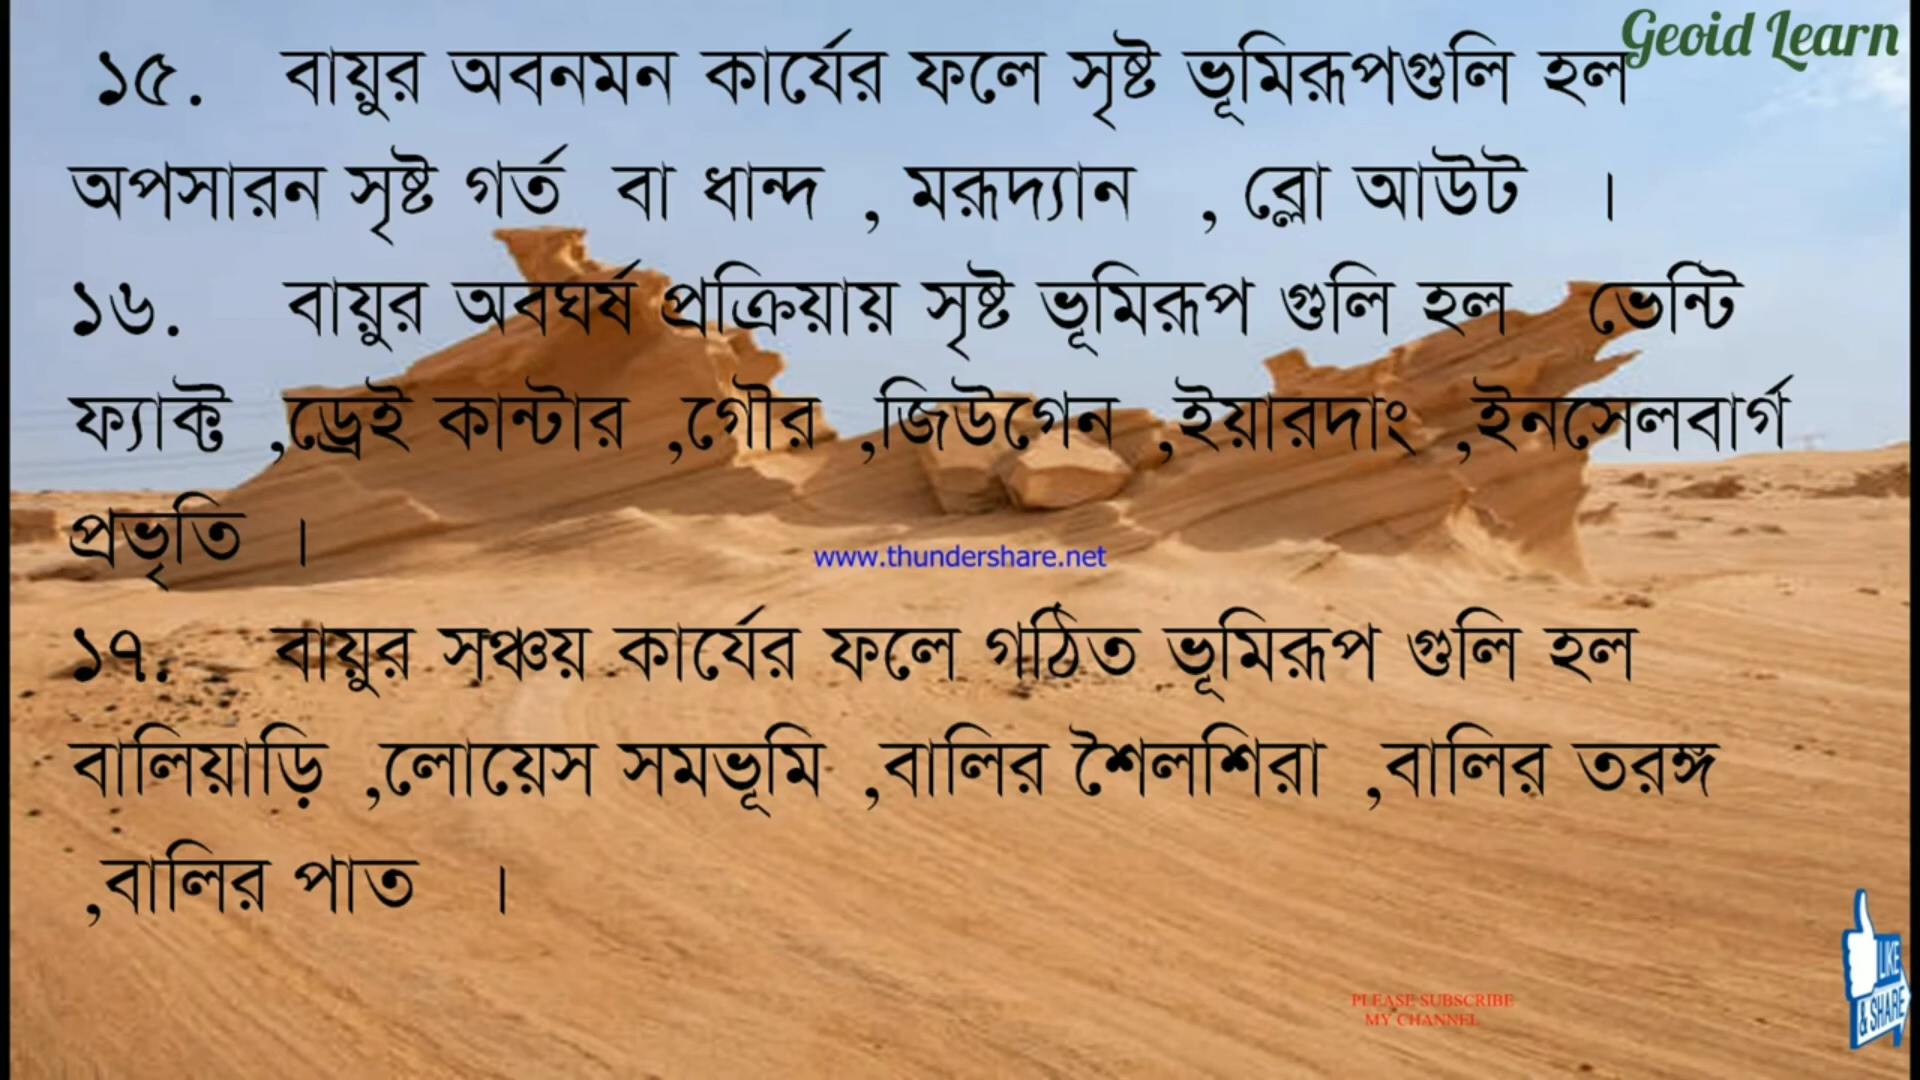 Geoid Learn
১৫. বায়ুর অবনমন কার্যের ফলে সৃষ্ট ভূমিরূপগুলি হল
অপসারন সৃষ্ট গর্ত বা ধান্দ , মরূদ্যান , ব্লো আউট ।
১৬. বায়ুর অবঘর্ষ প্রক্রিয়ায় সৃষ্ট ভূমিরূপ গুলি হল ভেন্টি
ফ্যাক্ট ,ড্রেই কান্টার ,গৌর ,জিউগেন ,ইয়ারদাং ,ইনসেলবার্গ
প্রভৃতি ।
www.thundershare.net
১৭. বায়ুর সঞ্চয় কার্যের ফলে গঠিত ভূমিরূপ গুলি হল
বালিয়াড়ি ,লোয়েস সমভূমি ,বালির শৈলশিরা ,বালির তরঙ্গ
,বালির পাত ।
LIKE
& SHARE
PLEASE SUBSCRIBE
MY CHANNEL